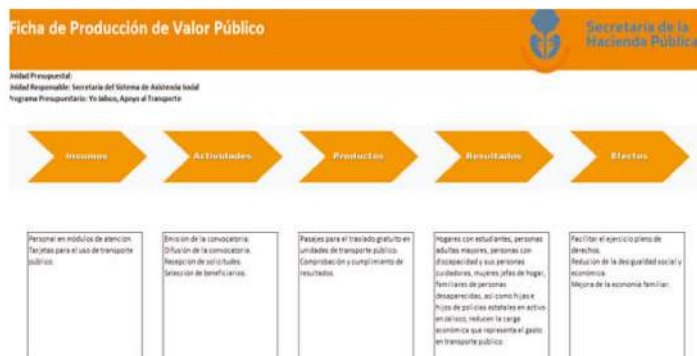 Ficha de Producción de Valor Público
Secretaría de la
Hacienda Pública
Unidad Presupuestal:
Unidad Responsable: Secretaría del Sistema de Asistencia Social
Programa Presupuestario: Yo Jalisco, Apoyo al Transporte
Insumos
Actividades
Productos
Resultados
Efectos
Personal en módulos de atención.
Tarjetas para el uso de transporte
público.
Emisión de la convocatoria.
Difusión de la convocatoria.
Recepción de solicitudes.
Selección de beneficiarios.
Pasajes para el traslado gratuito en
unidades de transporte público.
Comprobación y cumplimiento de
resultados.
Hogares con estudiantes, personas
adultas mayores, personas con
discapacidad y sus personas
cuidadoras, mujeres jefas de hogar,
familiares de personas
desaparecidas, así como hijas e
hijos de policías estatales en activo
en Jalisco, reducen la carga
económica que representa el gasto
en transporte público.
Facilitar el ejercicio pleno de
derechos.
Redución de la desigualdad social y
económica.
Mejora de la economía familiar.